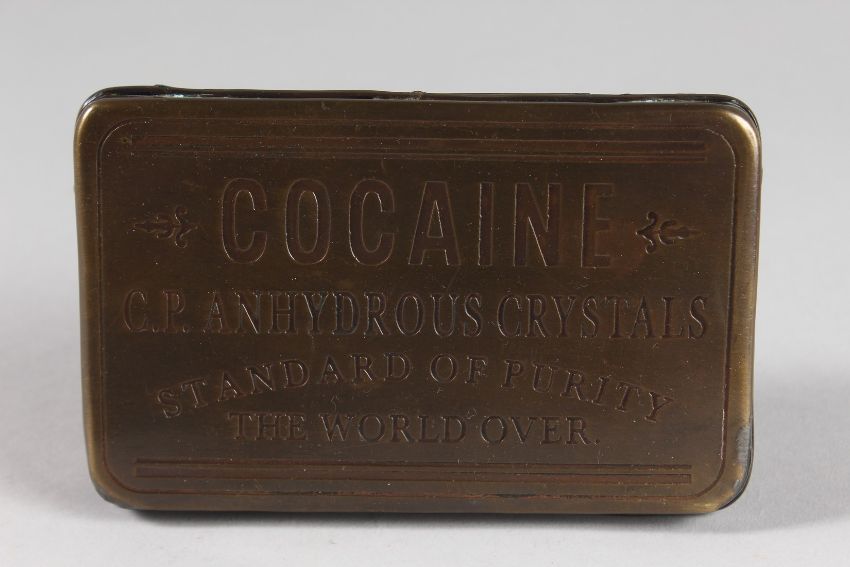 COCAINE
C.P. ANHYDROUS CRYSTALS
STANDARD OF PURITY
THE WORLD OVER.